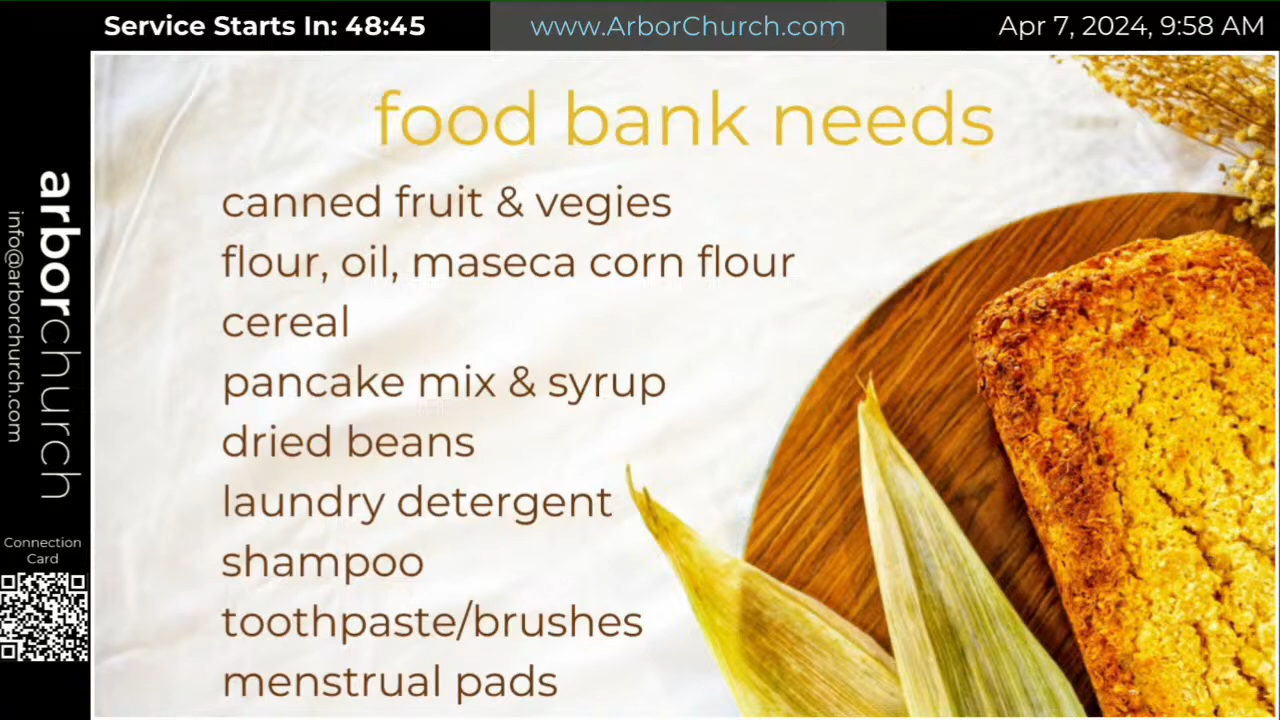 Service Starts In: 48:45
www.ArborChurch.com
Apr 7, 2024, 9:58 AM
arborchurch
info@arborchurch.com
Connection
Card
food bank needs
canned fruit & vegies
flour, oil, maseca corn flour
cereal
pancake mix & syrup
dried beans
laundry detergent
shampoo
toothpaste/brushes
menstrual pads